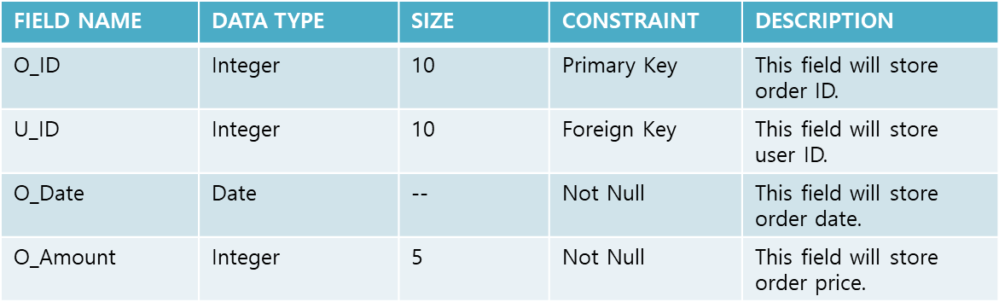 FIELD NAME DATA TYPE SIZE CONSTRAINT DESCRIPTION
O_ID Integer 10 Primary Key This field will store
order ID.
U_ID Integer 10 Foreign Key This field will store
user ID.
O_Date Date -- Not Null This field will store
order date.
O_Amount Integer 5 Not Null This field will store
order price.